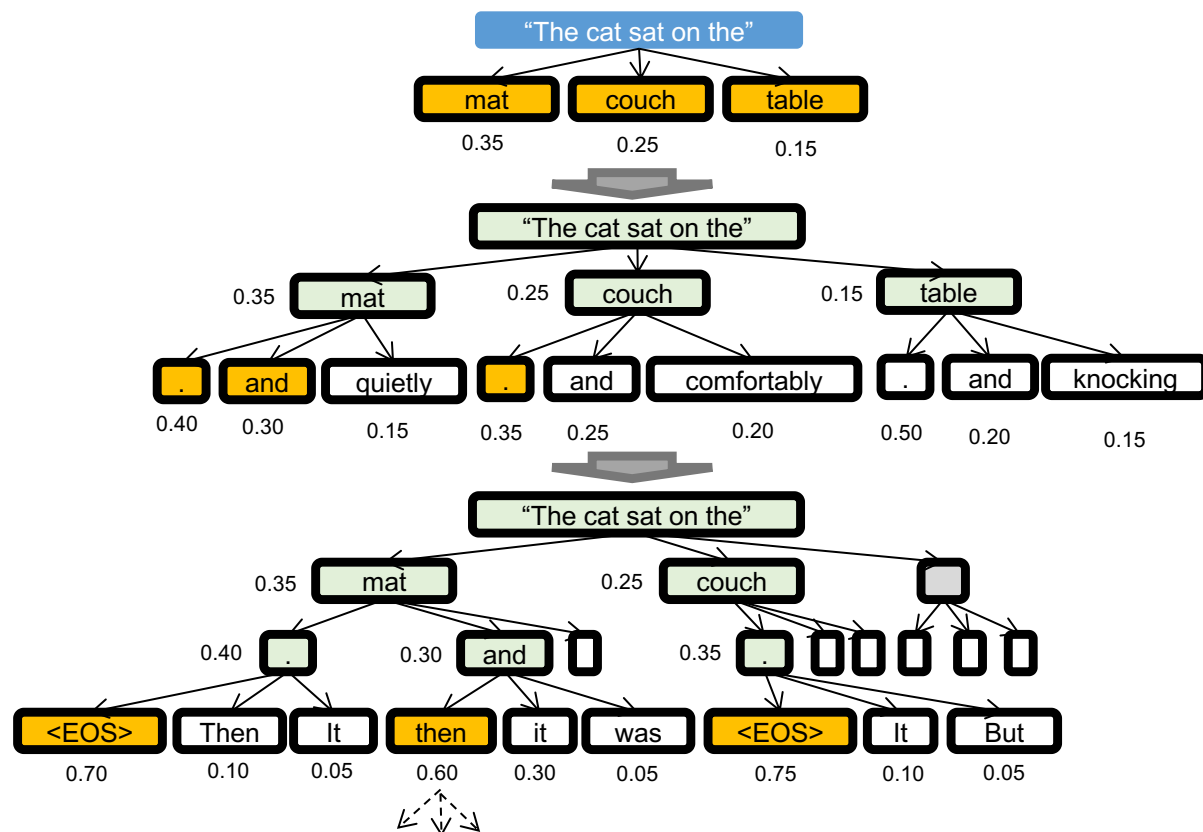 “The cat sat on the”
mat couch table
0.35 0.25 0.15
“The cat sat on the”
0.35 mat 0.25 couch 0.15 table
. and quietly . and comfortably . and knocking
0.40 0.30 0.15 0.35 0.25 0.20 0.50 0.20 0.15
“The cat sat on the”
0.35 mat 0.25 couch
0.40 . 0.30 and 0.35 .
<EOS> Then It then it was <EOS> It But
0.70 0.10 0.05 0.60 0.30 0.05 0.75 0.10 0.05